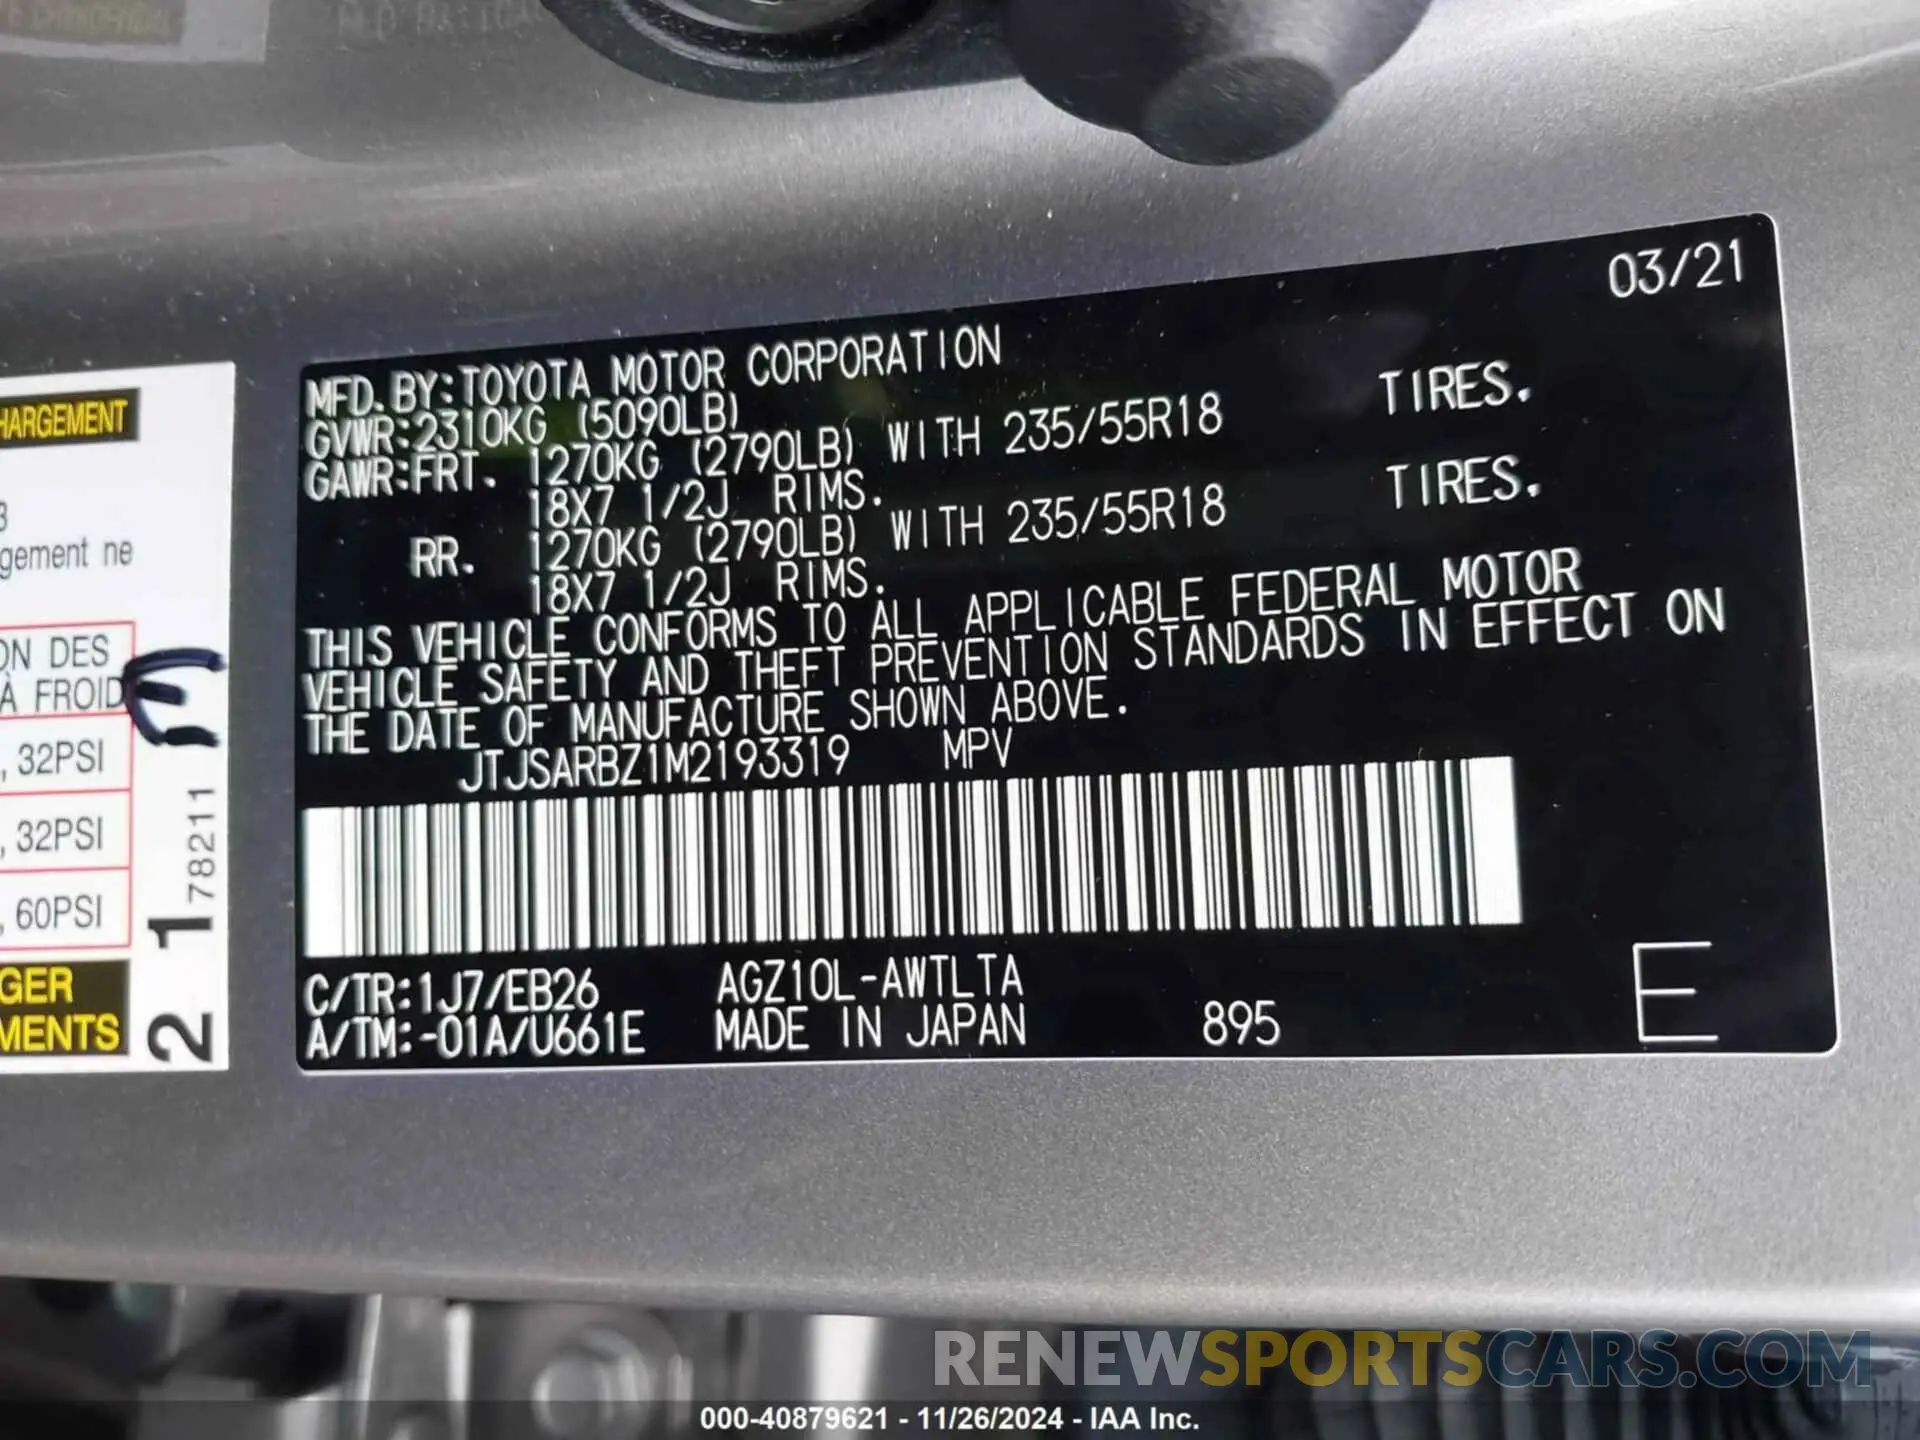 03/21
MFD. BY:TOYOTA MOTOR CORPORATION
GVWR:2310KG (5090LB)
GAWR:FRT. 1270KG (2790LB) WITH 235/55R18 TIRES.
18X7 1/2J RIMS.
RR. 1270KG (2790LB) WITH 235/55R18 TIRES.
18X7 1/2J RIMS.
THIS VEHICLE CONFORMS TO ALL APPLICABLE FEDERAL MOTOR
VEHICLE SAFETY AND THEFT PREVENTION STANDARDS IN EFFECT ON
THE DATE OF MANUFACTURE SHOWN ABOVE.
JTJSARBZ1M2193319 MPV
C/TR:1J7/EB26 AGZ10L-AWTLTA
A/TM:-01A/U661E MADE IN JAPAN 895 E
HARGEMENT
3
gement ne
ON DES
À FROID
E
, 32PSI
, 32PSI
, 60PSI
GER
MENTS
2 1 78211
RENEWSPORTSCARS.COM
000-40879621 - 11/26/2024 - IAA Inc.